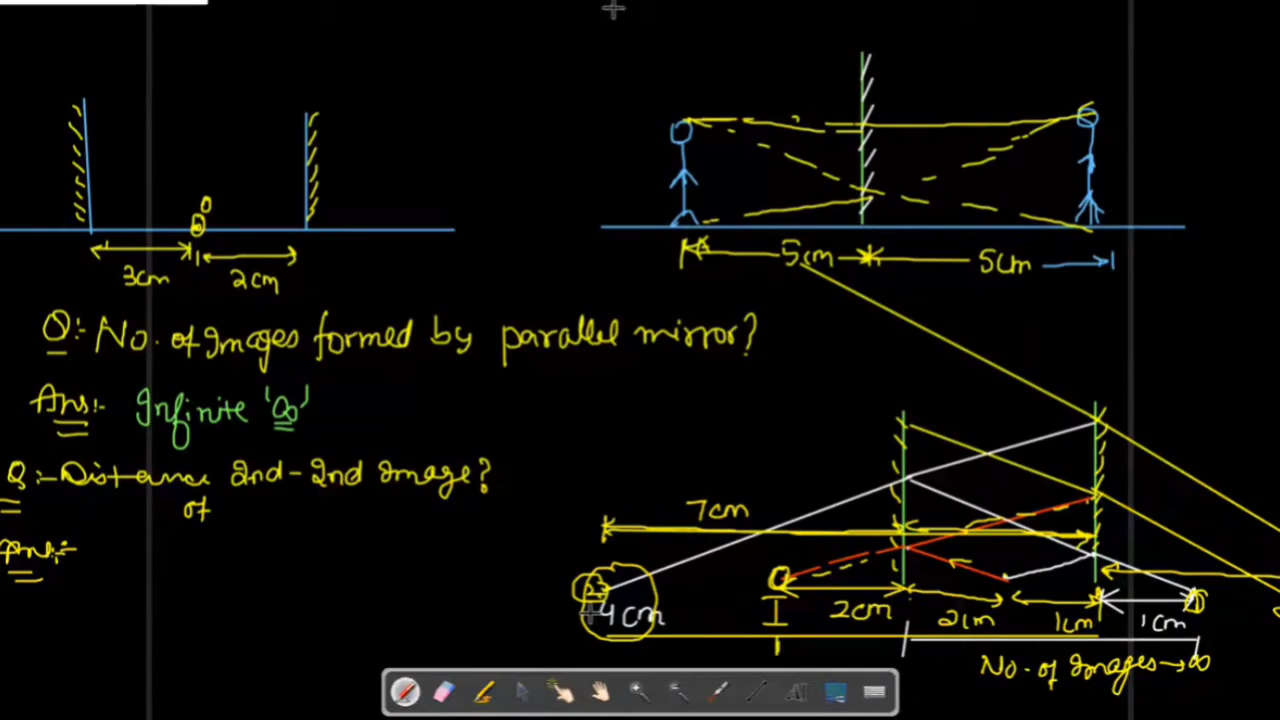 O
3cm
2cm
5cm
5cm
Q:- No. of Images formed by parallel mirror?
Ans:- Infinite '∞'
Q:- Distance of 2nd-2nd Image?
Ans:-
7cm
I
4cm
2cm
2cm
1cm
1cm
No. of Images→∞